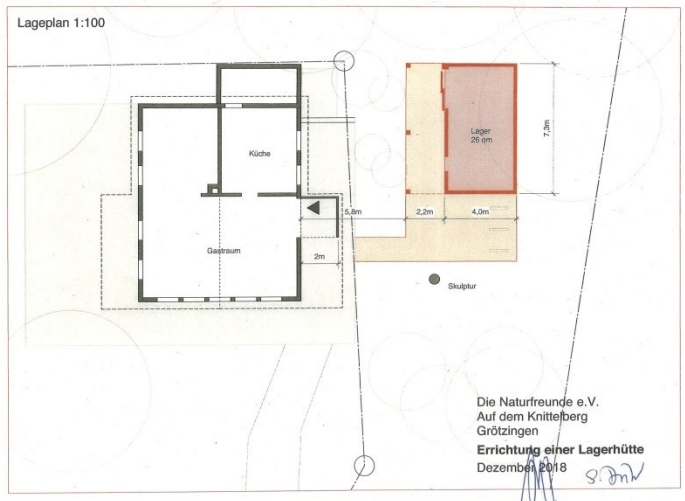 Lageplan 1:100
Küche
Lager
26 qm
7,3m
5,8m
2,2m
4,0m
Gastraum
2m
Skulptur
Die Naturfreunde e.V.
Auf dem Knittelberg
Grötzingen
Errichtung einer Lagerhütte
Dezember 2018